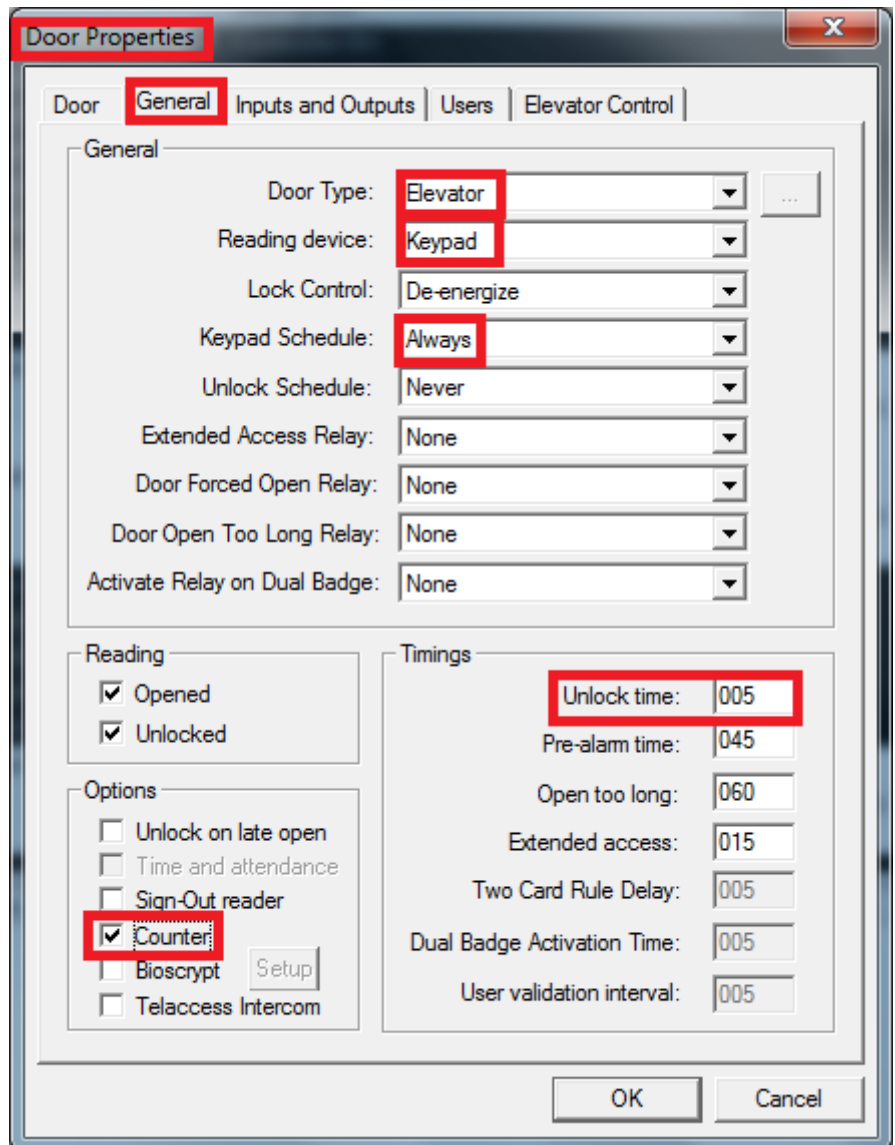 Door Properties
x
Door General Inputs and Outputs Users Elevator Control
General
Door Type: Elevator ...
Reading device: Keypad
Lock Control: De-energize
Keypad Schedule: Always
Unlock Schedule: Never
Extended Access Relay: None
Door Forced Open Relay: None
Door Open Too Long Relay: None
Activate Relay on Dual Badge: None
Reading
Opened
Unlocked
Options
Unlock on late open
Time and attendance
Sign-Out reader
Counter
Bioscrypt Setup
Telaccess Intercom
Timings
Unlock time: 005
Pre-alarm time: 045
Open too long: 060
Extended access: 015
Two Card Rule Delay: 005
Dual Badge Activation Time: 005
User validation interval: 005
OK Cancel